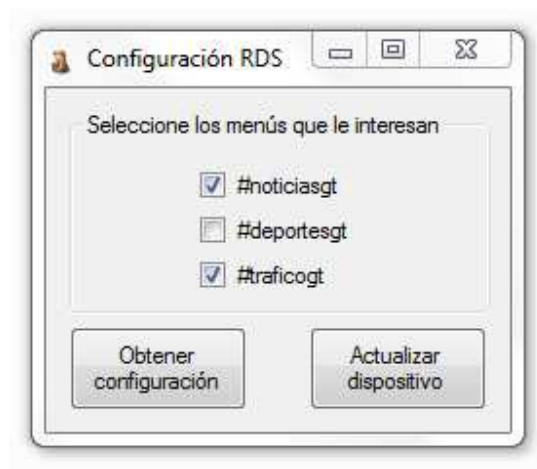 Configuración RDS
Seleccione los menús que le interesan
#noticiasgt
#deportesgt
#traficogt
Obtener
configuración
Actualizar
dispositivo